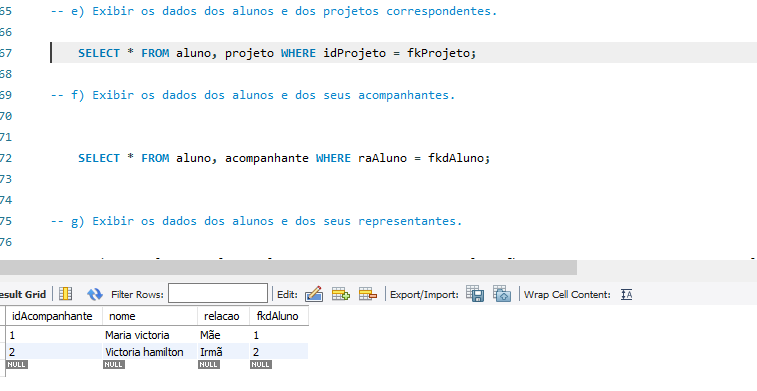 65 -- e) Exibir os dados dos alunos e dos projetos correspondentes.
66
67 SELECT * FROM aluno, projeto WHERE idProjeto = fkProjeto;
68
69 -- f) Exibir os dados dos alunos e dos seus acompanhantes.
70
71
72 SELECT * FROM aluno, acompanhante WHERE raAluno = fkdAluno;
73
74
75 -- g) Exibir os dados dos alunos e dos seus representantes.
76
esult Grid Filter Rows: Edit: Export/Import: Wrap Cell Content: IA
idAcompanhante nome relacao fkdAluno
1 Maria victoria Mãe 1
2 Victoria hamilton Irmã 2
NULL NULL NULL NULL